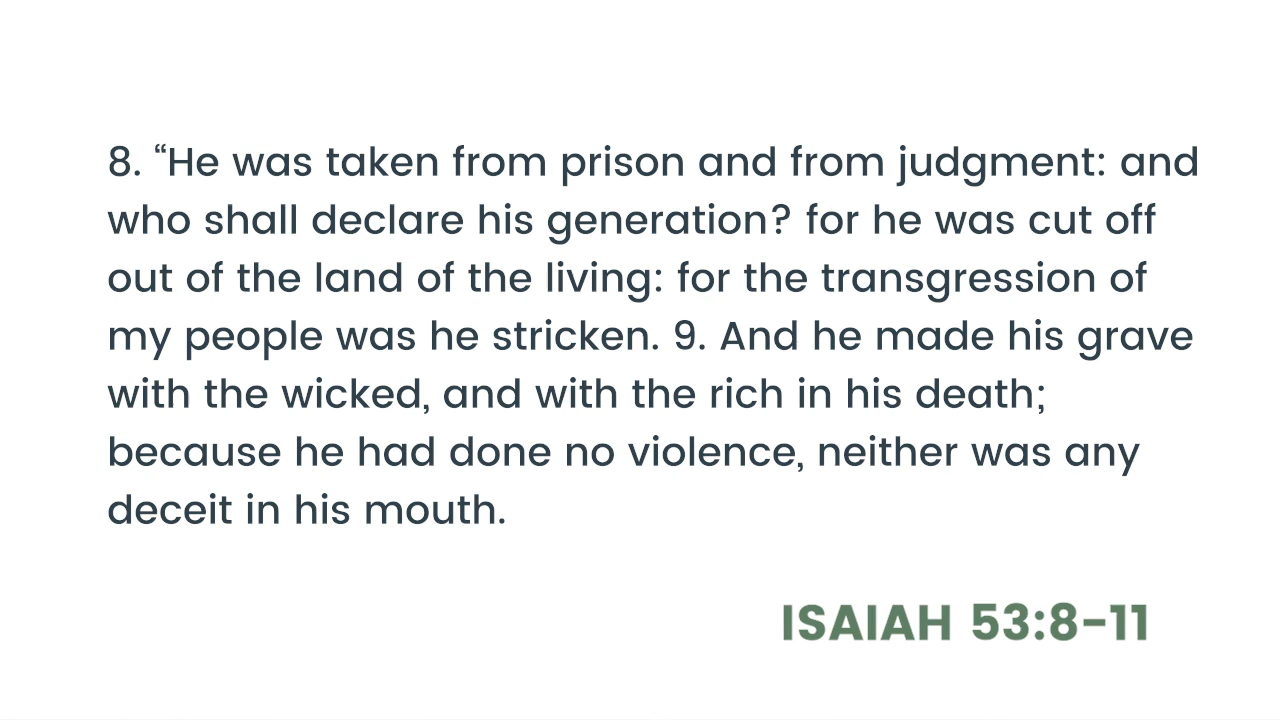 8. “He was taken from prison and from judgment: and
who shall declare his generation? for he was cut off
out of the land of the living: for the transgression of
my people was he stricken. 9. And he made his grave
with the wicked, and with the rich in his death;
because he had done no violence, neither was any
deceit in his mouth.
ISAIAH 53:8–11